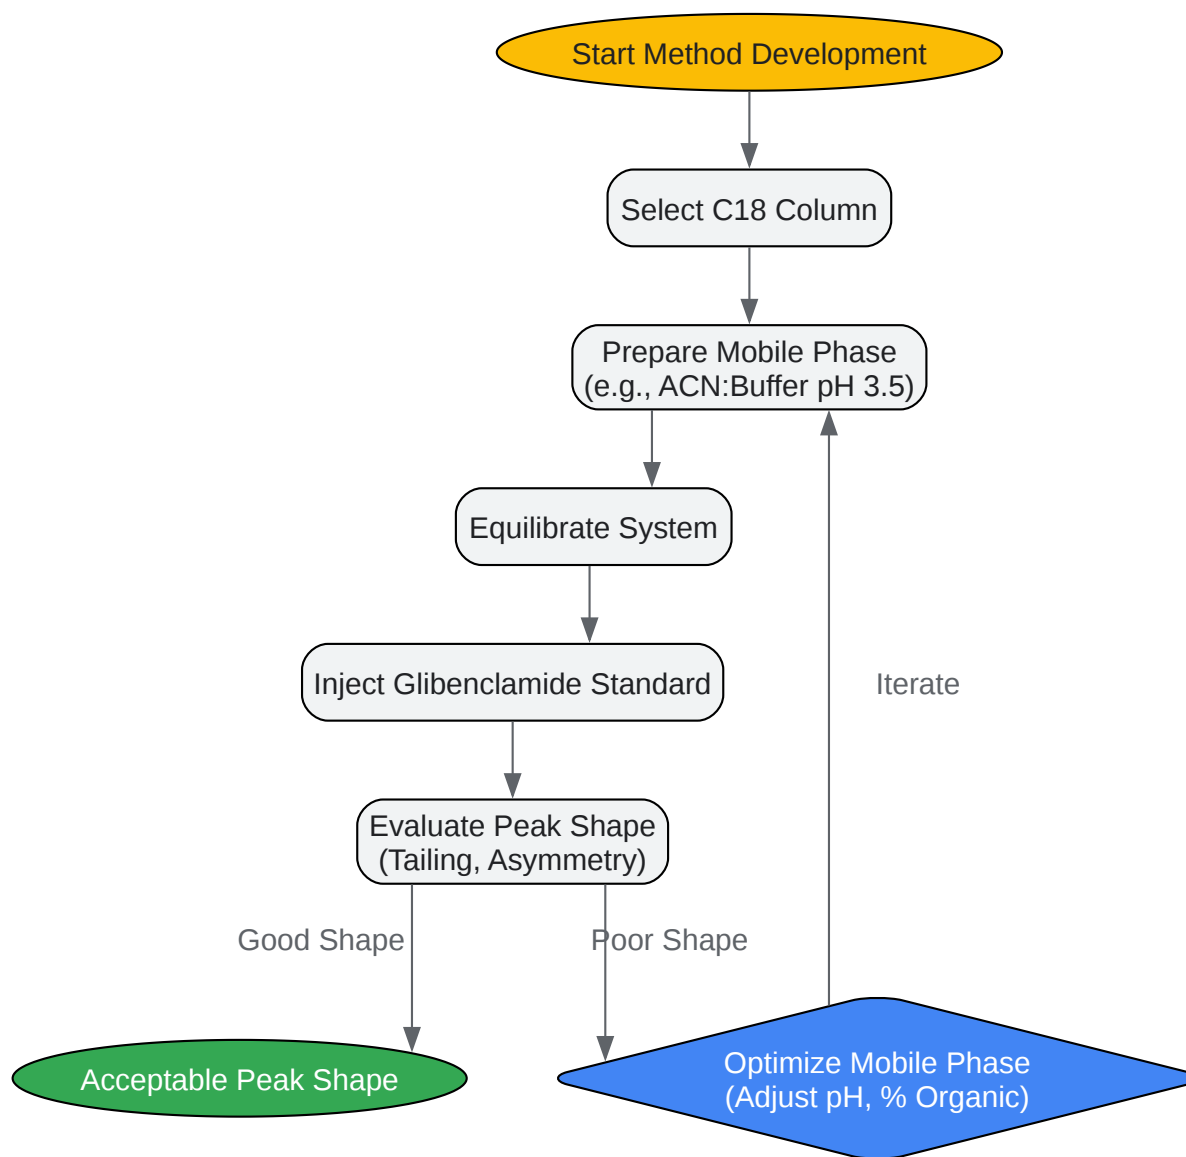 Start Method Development
Select C18 Column
Prepare Mobile Phase
(e.g., ACN:Buffer pH 3.5)
Equilibrate System
Inject Glibenclamide Standard
Iterate
Evaluate Peak Shape
(Tailing, Asymmetry)
Good Shape
Poor Shape
Acceptable Peak Shape
Optimize Mobile Phase
(Adjust pH, % Organic)